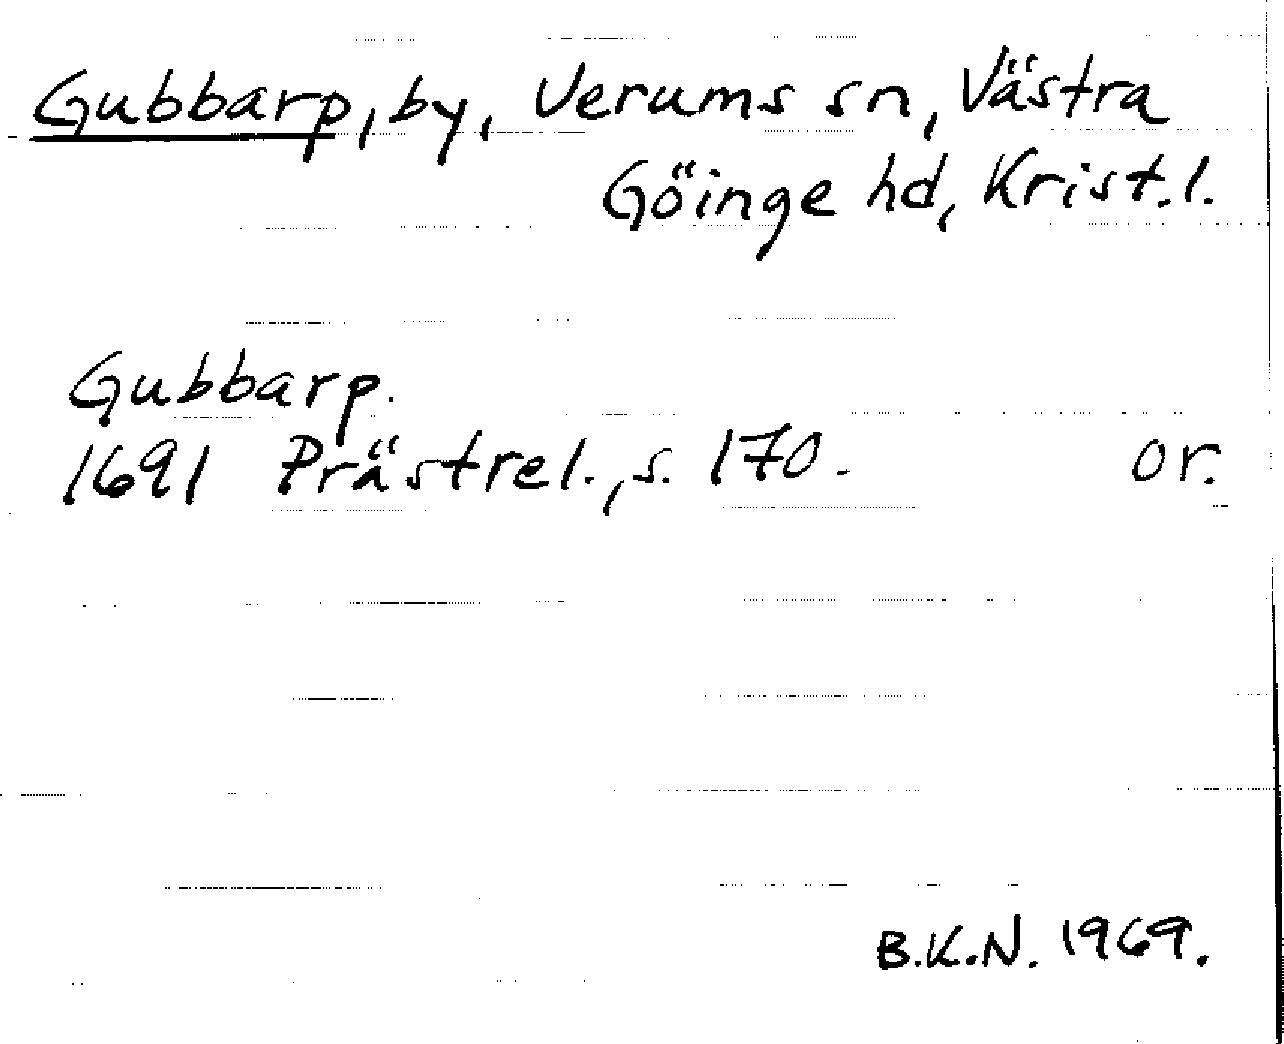 Gubbarp, by, Verums sn, Västra
Göinge hd, Krist. l.
Gubbarp.
1691 Prästrel., s. 170. or.
B.K.N. 1969.